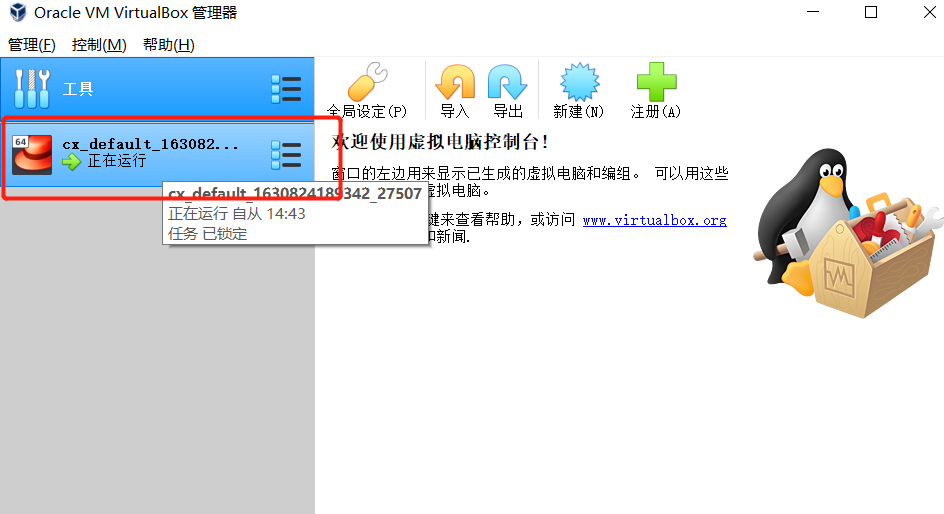 Oracle VM VirtualBox 管理器
管理(F) 控制(M) 帮助(H)
工具
全局设定(P) 导入 导出 新建(N) 注册(A)
64
cx_default_163082...
正在运行
cx_default_1630824189342_27507
正在运行 自从 14:43
任务 已锁定
欢迎使用虚拟电脑控制台!
窗口的左边用来显示已生成的虚拟电脑和编组。 可以用这些
虚拟电脑。
键来查看帮助，或访问 www.virtualbox.org
和新闻.